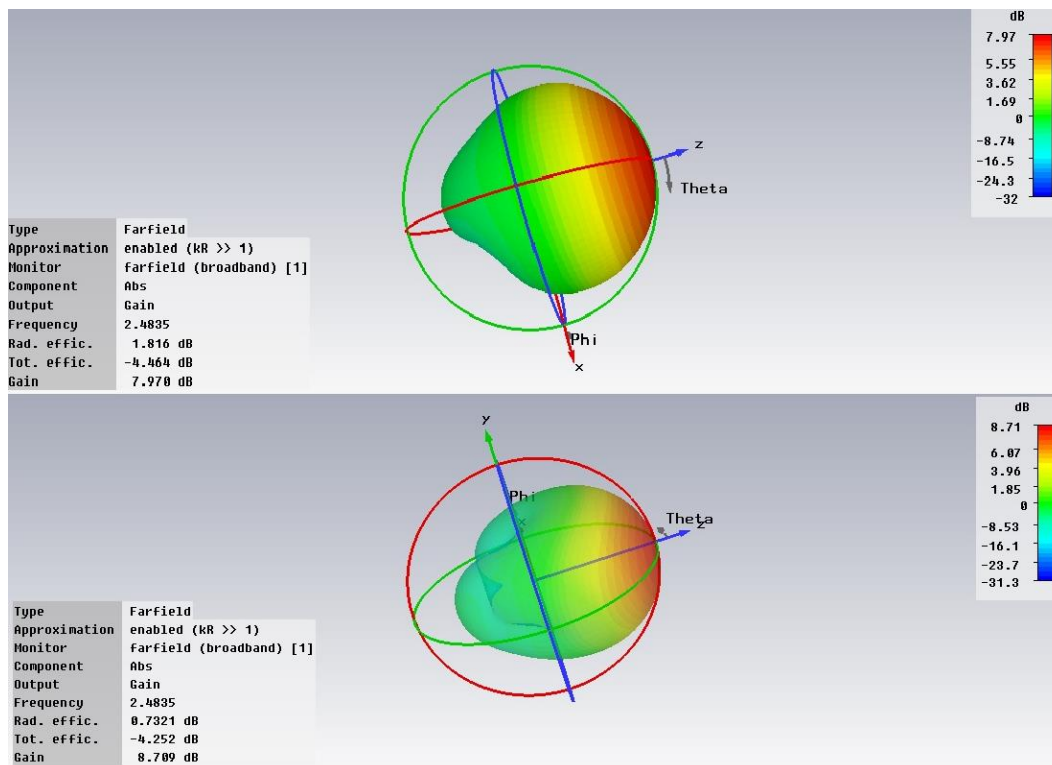 dB
7.97
5.55
3.62
1.69
0
-8.74
-16.5
-24.3
-32
z
Theta
Phi
x
Type Farfield
Approximation enabled (kR >> 1)
Monitor farfield (broadband) [1]
Component Abs
Output Gain
Frequency 2.4835
Rad. effic. 1.816 dB
Tot. effic. -4.464 dB
Gain 7.970 dB
dB
8.71
6.07
3.96
1.85
0
-8.53
-16.1
-23.7
-31.3
y
Phi
x
Theta
z
Type Farfield
Approximation enabled (kR >> 1)
Monitor farfield (broadband) [1]
Component Abs
Output Gain
Frequency 2.4835
Rad. effic. 0.7321 dB
Tot. effic. -4.252 dB
Gain 8.709 dB